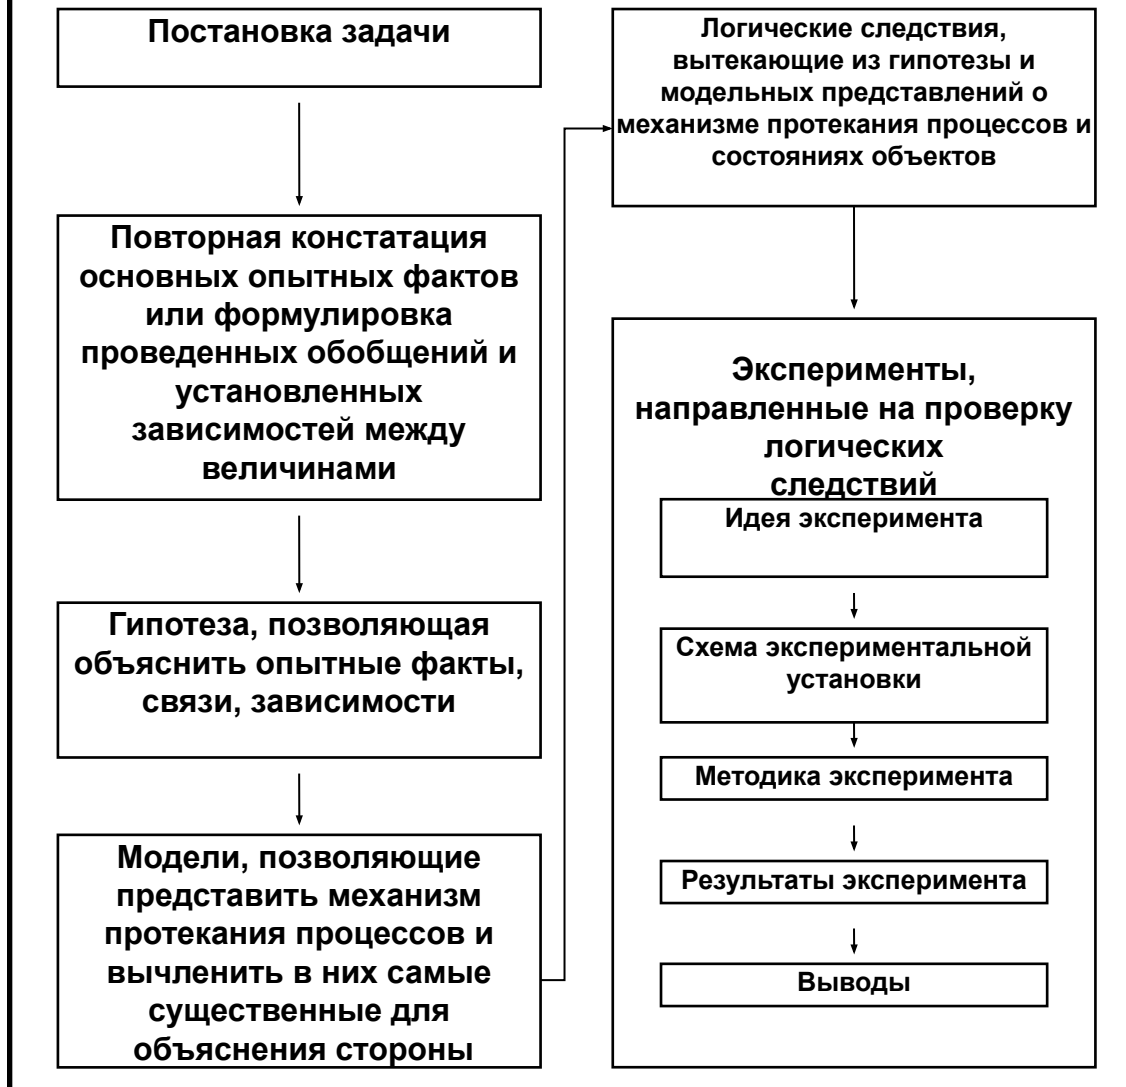 Постановка задачи
Повторная констатация
основных опытных фактов
или формулировка
проведенных обобщений и
установленных
зависимостей между
величинами
Гипотеза, позволяющая
объяснить опытные факты,
связи, зависимости
Модели, позволяющие
представить механизм
протекания процессов и
вычленить в них самые
существенные для
объяснения стороны
Логические следствия,
вытекающие из гипотезы и
модельных представлений о
механизме протекания процессов и
состояниях объектов
Эксперименты,
направленные на проверку
логических
следствий
Идея эксперимента
Схема экспериментальной
установки
Методика эксперимента
Результаты эксперимента
Выводы